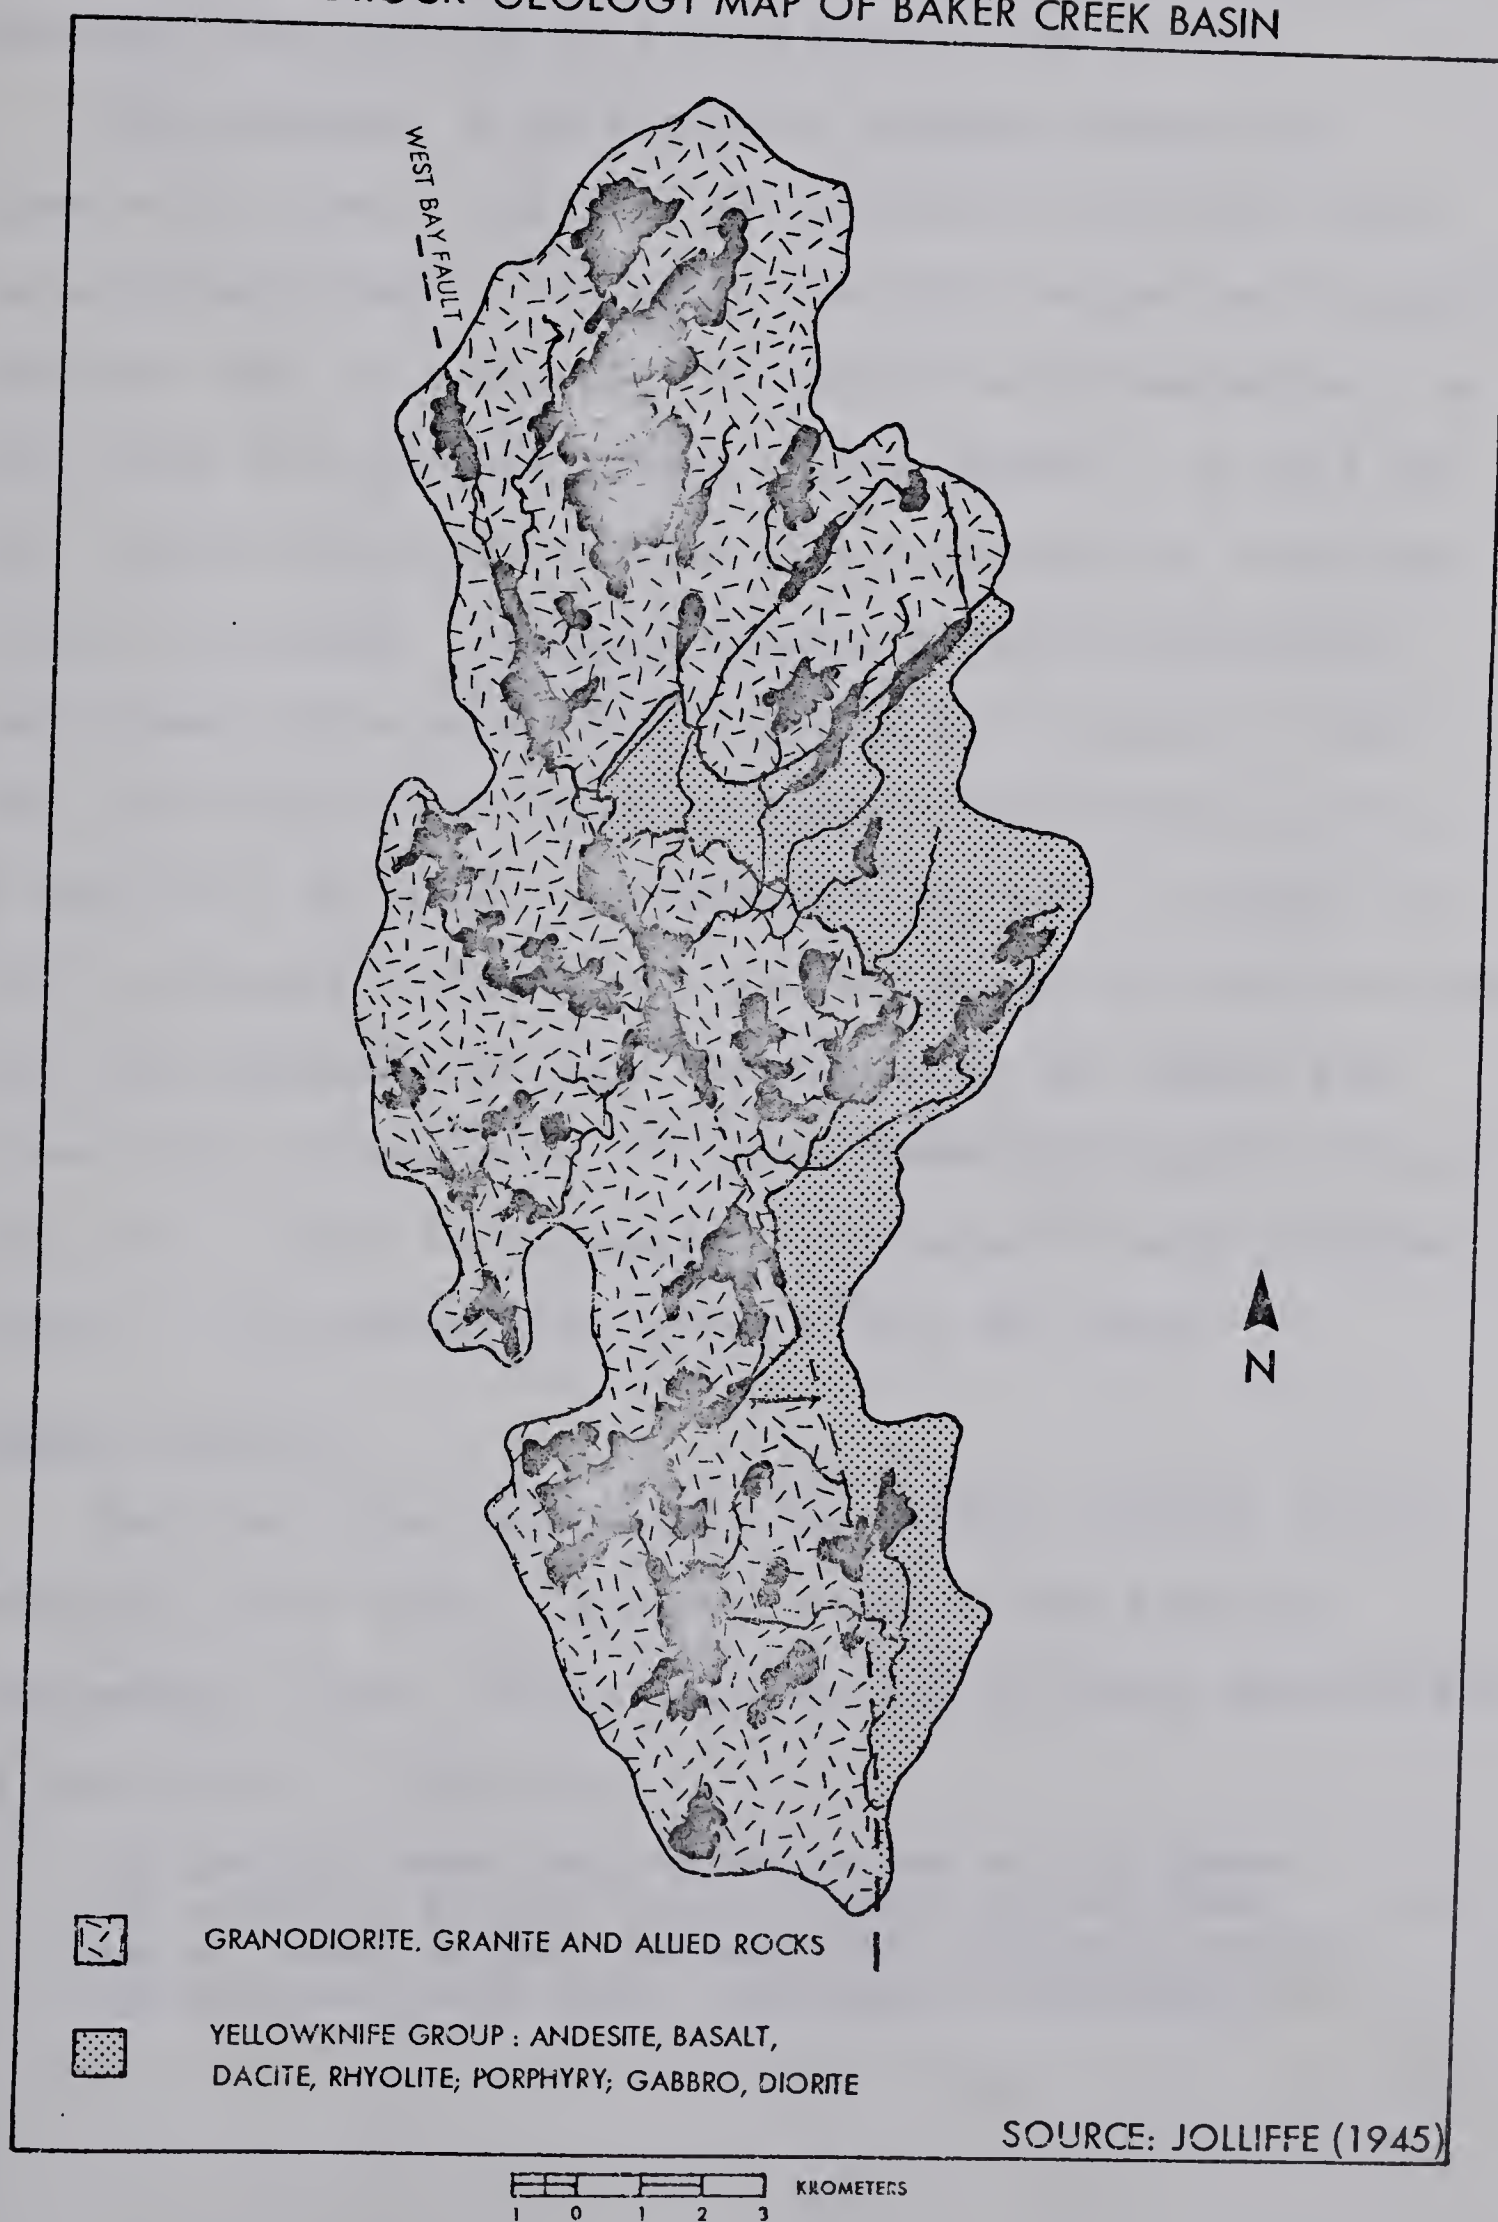 GEOLOGY MAP OF BAKER CREEK BASIN
WEST BAY FAULT
N
GRANODIORITE. GRANITE AND ALLIED ROCKS
YELLOWKNIFE GROUP : ANDESITE, BASALT,
DACITE, RHYOLITE; PORPHYRY; GABBRO, DIORITE
SOURCE: JOLLIFFE (1945)
KILOMETERS
1 0 1 2 3